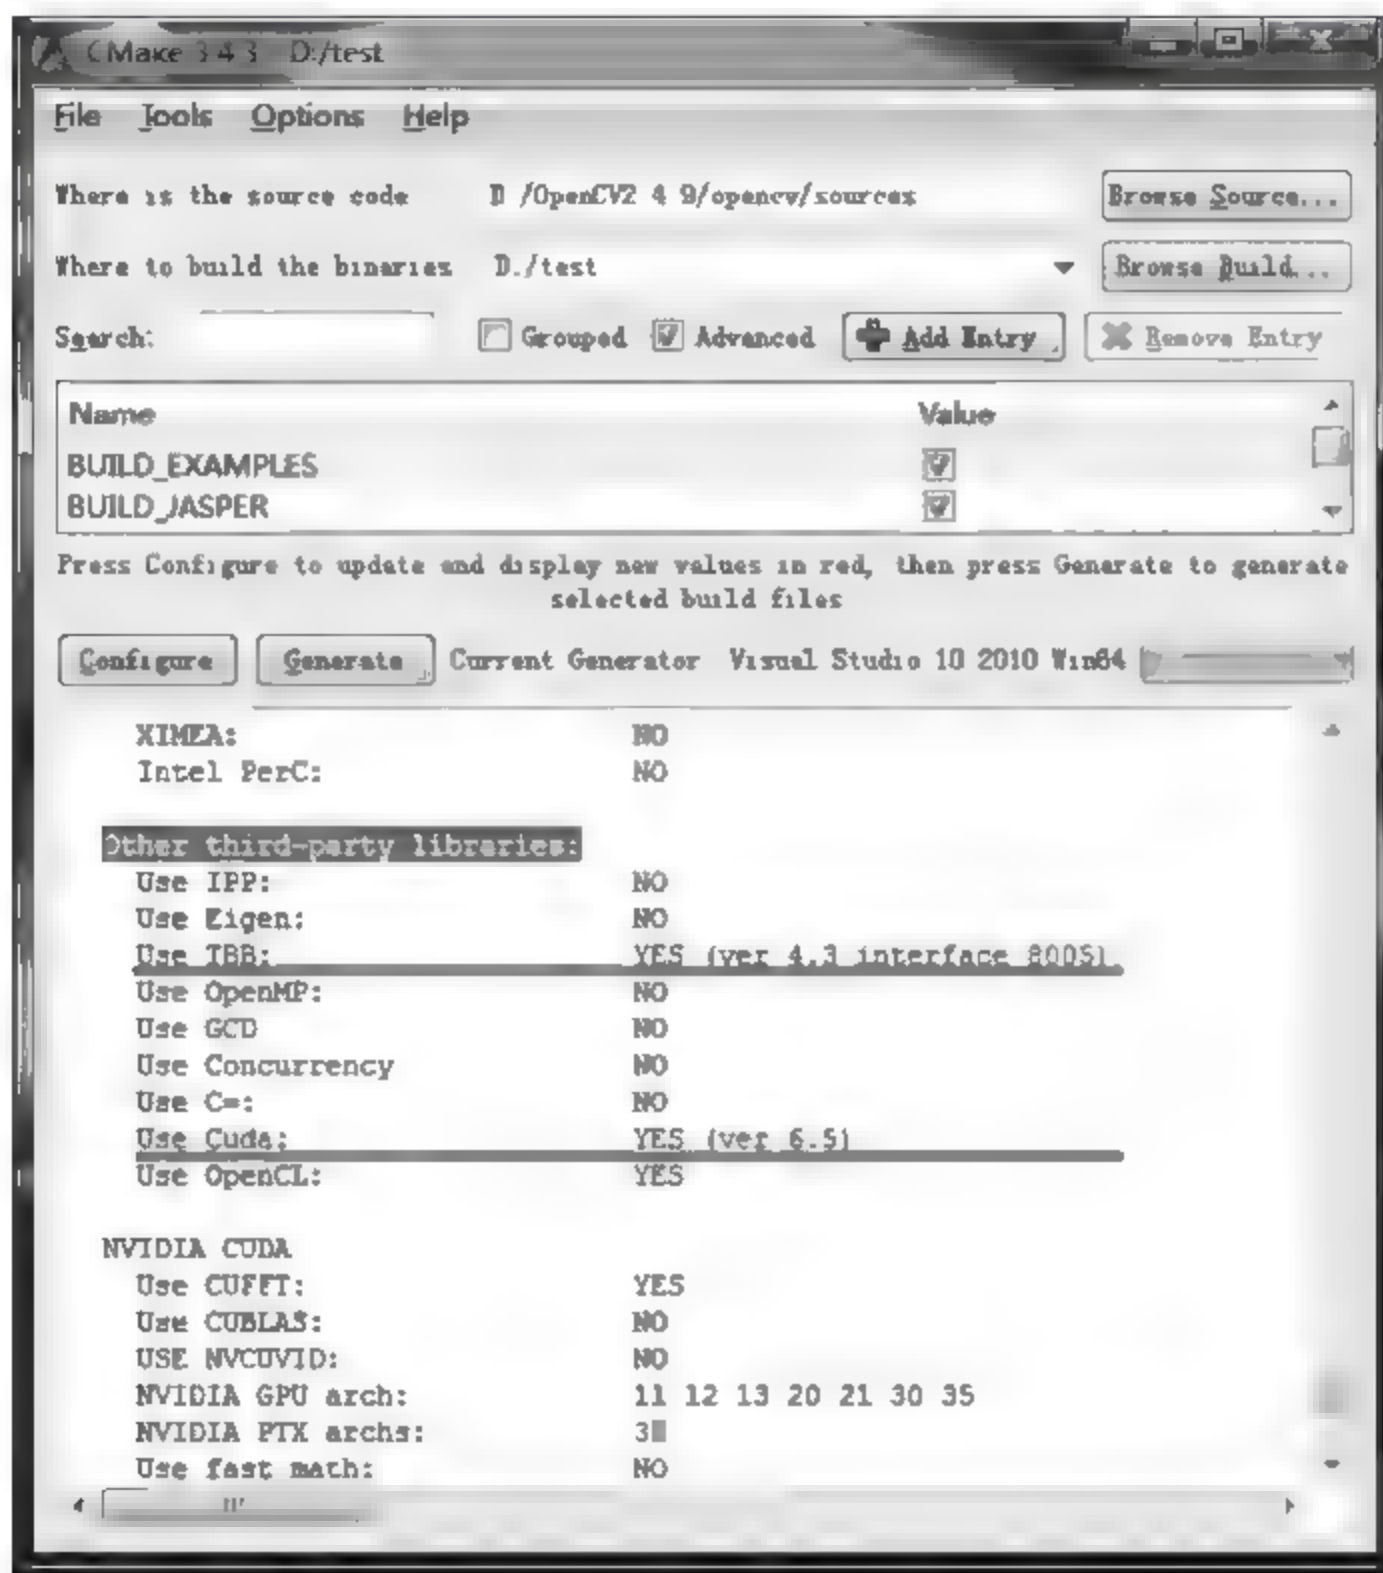 CMake 3 4 3 D:/test
File Tools Options Help
Where is the source code D /OpenCV2 4 9/opencv/sources Browse Source...
Where to build the binaries D./test Browse Build...
Search: Grouped Advanced Add Entry Remove Entry
Name Value
BUILD_EXAMPLES
BUILD_JASPER
Press Configure to update and display new values in red, then press Generate to generate
selected build files
Configure Generate Current Generator Visual Studio 10 2010 Win64
XIMEA: NO
Intel PerC: NO
Other third-party libraries:
Use IPP: NO
Use Eigen: NO
Use TBB: YES (ver 4.3 interface 8005)
Use OpenMP: NO
Use GCD NO
Use Concurrency NO
Use C=: NO
Use Cuda: YES (ver 6.5)
Use OpenCL: YES
NVIDIA CUDA
Use CUFFT: YES
Use CUBLAS: NO
USE NVCUVID: NO
NVIDIA GPU arch: 11 12 13 20 21 30 35
NVIDIA PTX archs:
Use fast math: NO